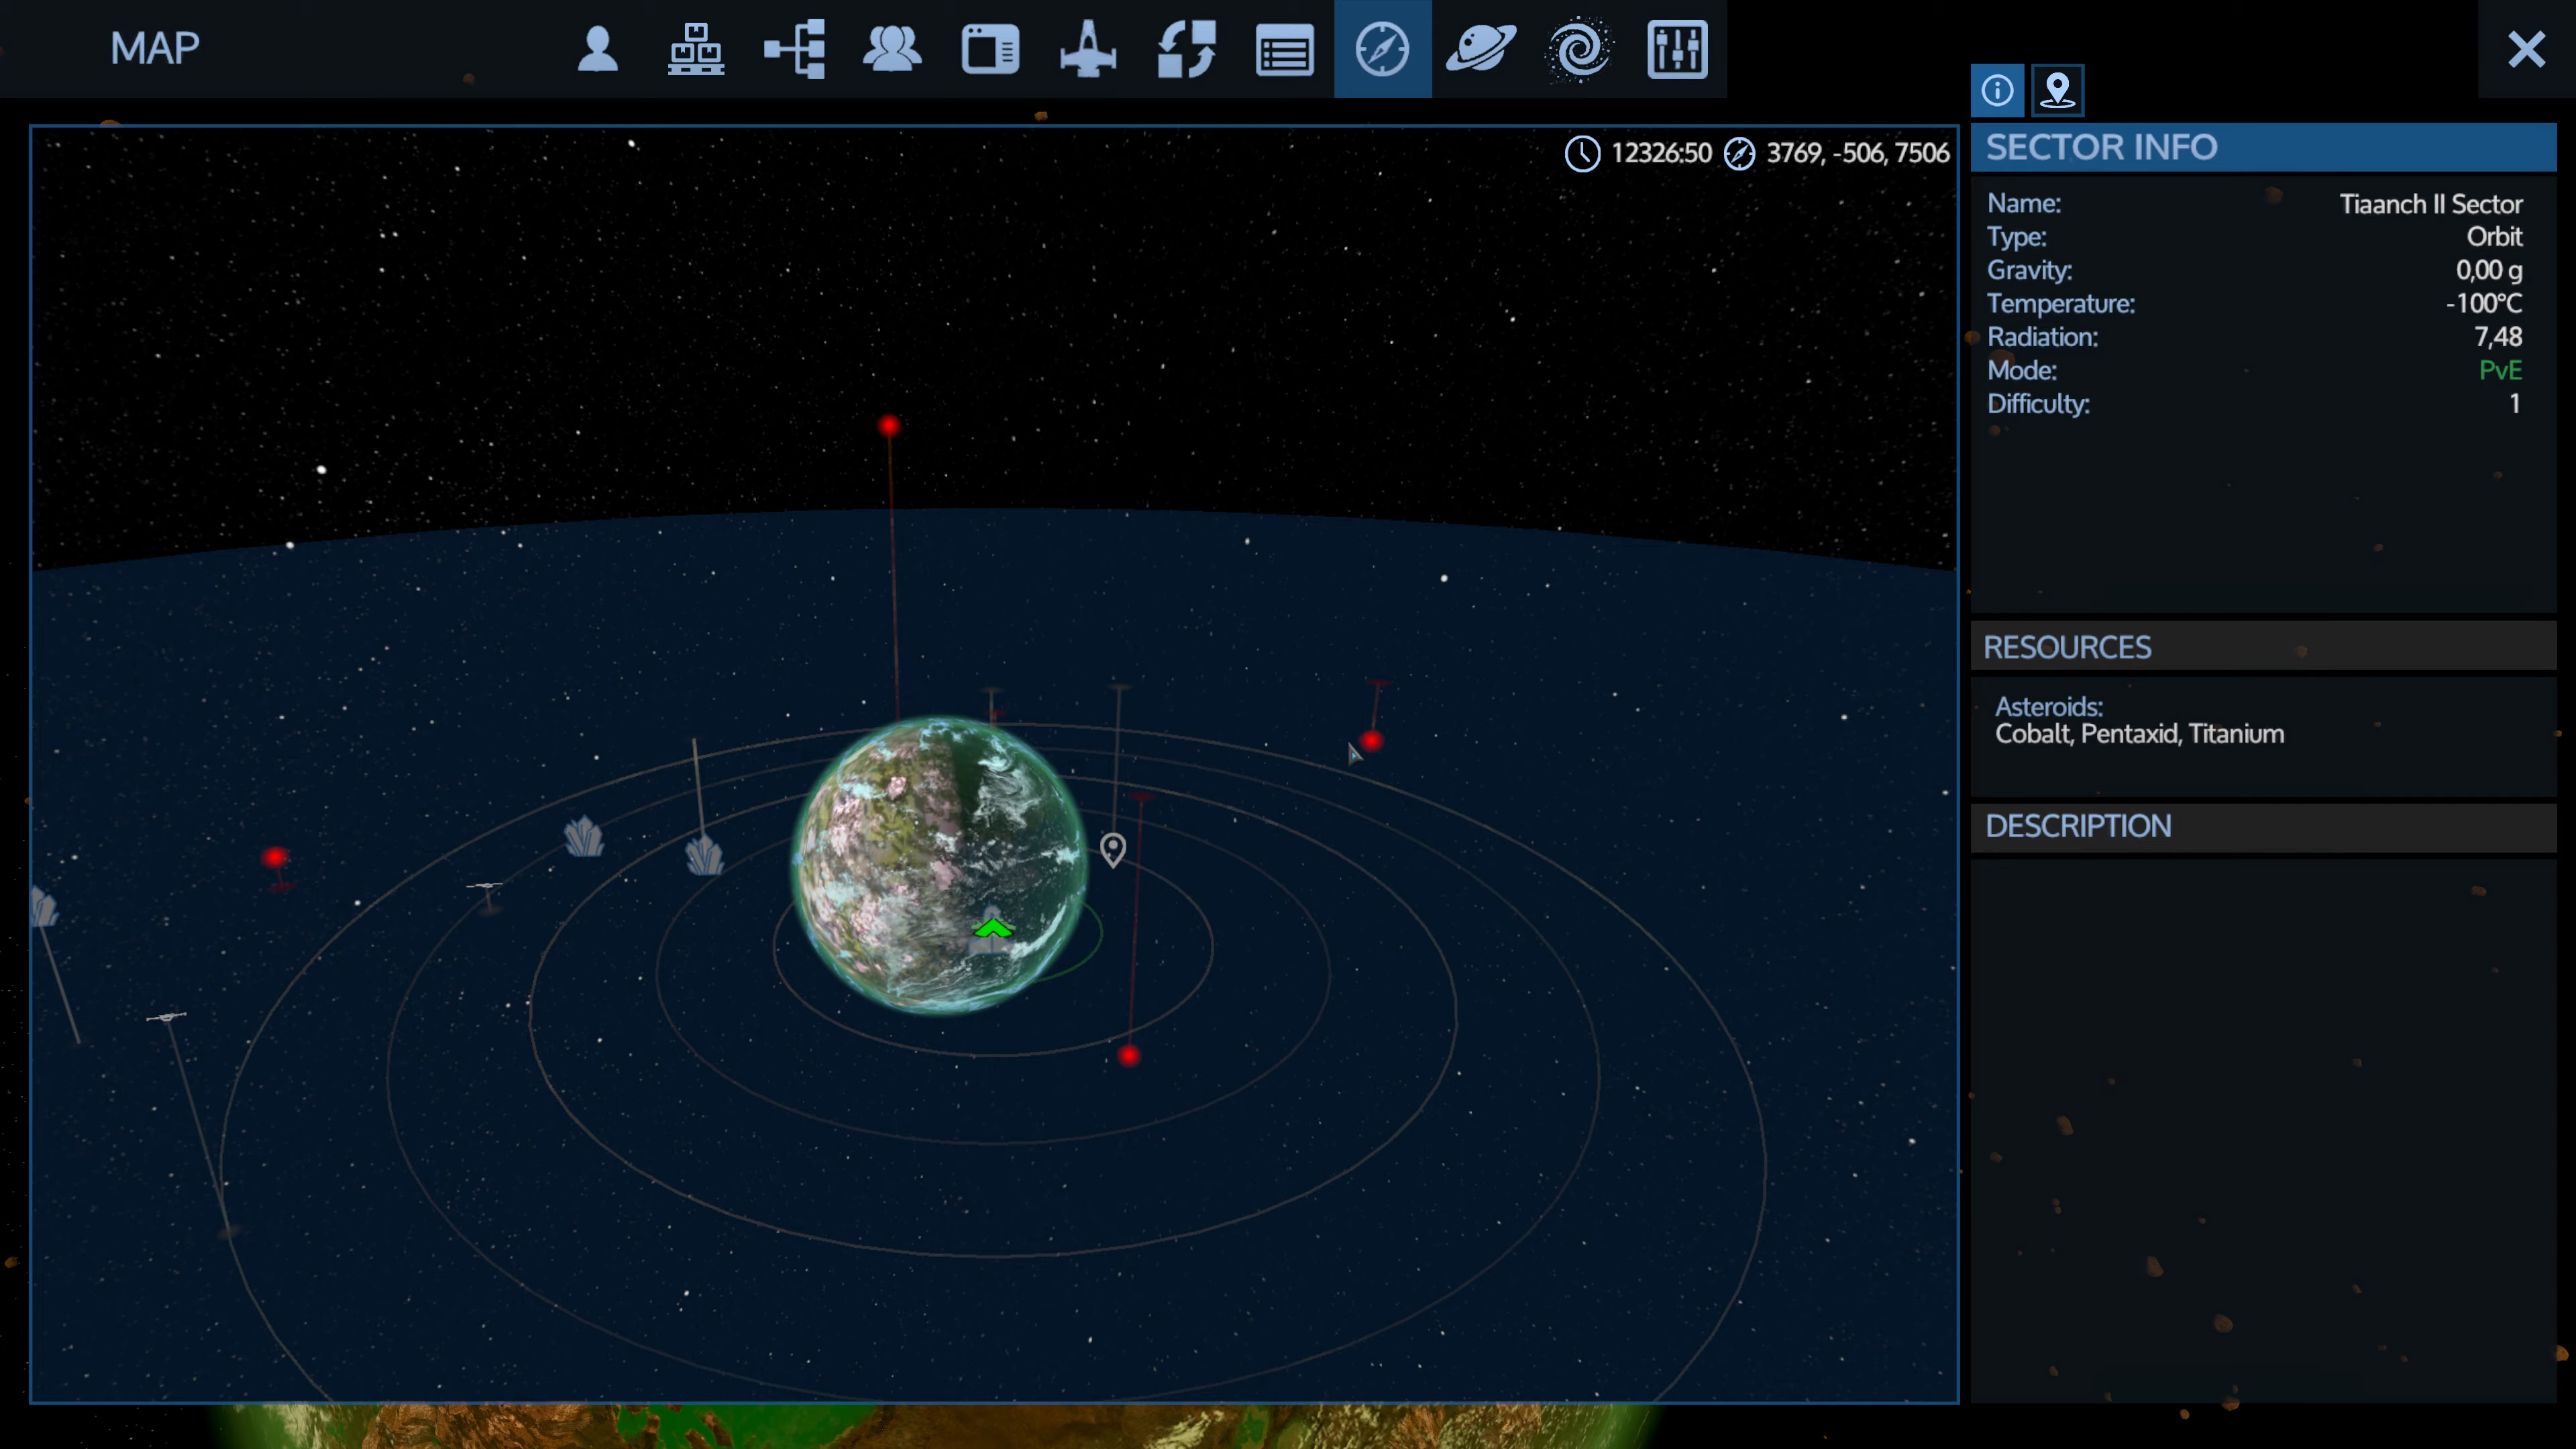 MAP
12326:50 3769, -506, 7506
SECTOR INFO
Name: Tiaanch II Sector
Type: Orbit
Gravity: 0,00 g
Temperature: -100°C
Radiation: 7,48
Mode: PvE
Difficulty: 1
RESOURCES
Asteroids:
Cobalt, Pentaxid, Titanium
DESCRIPTION